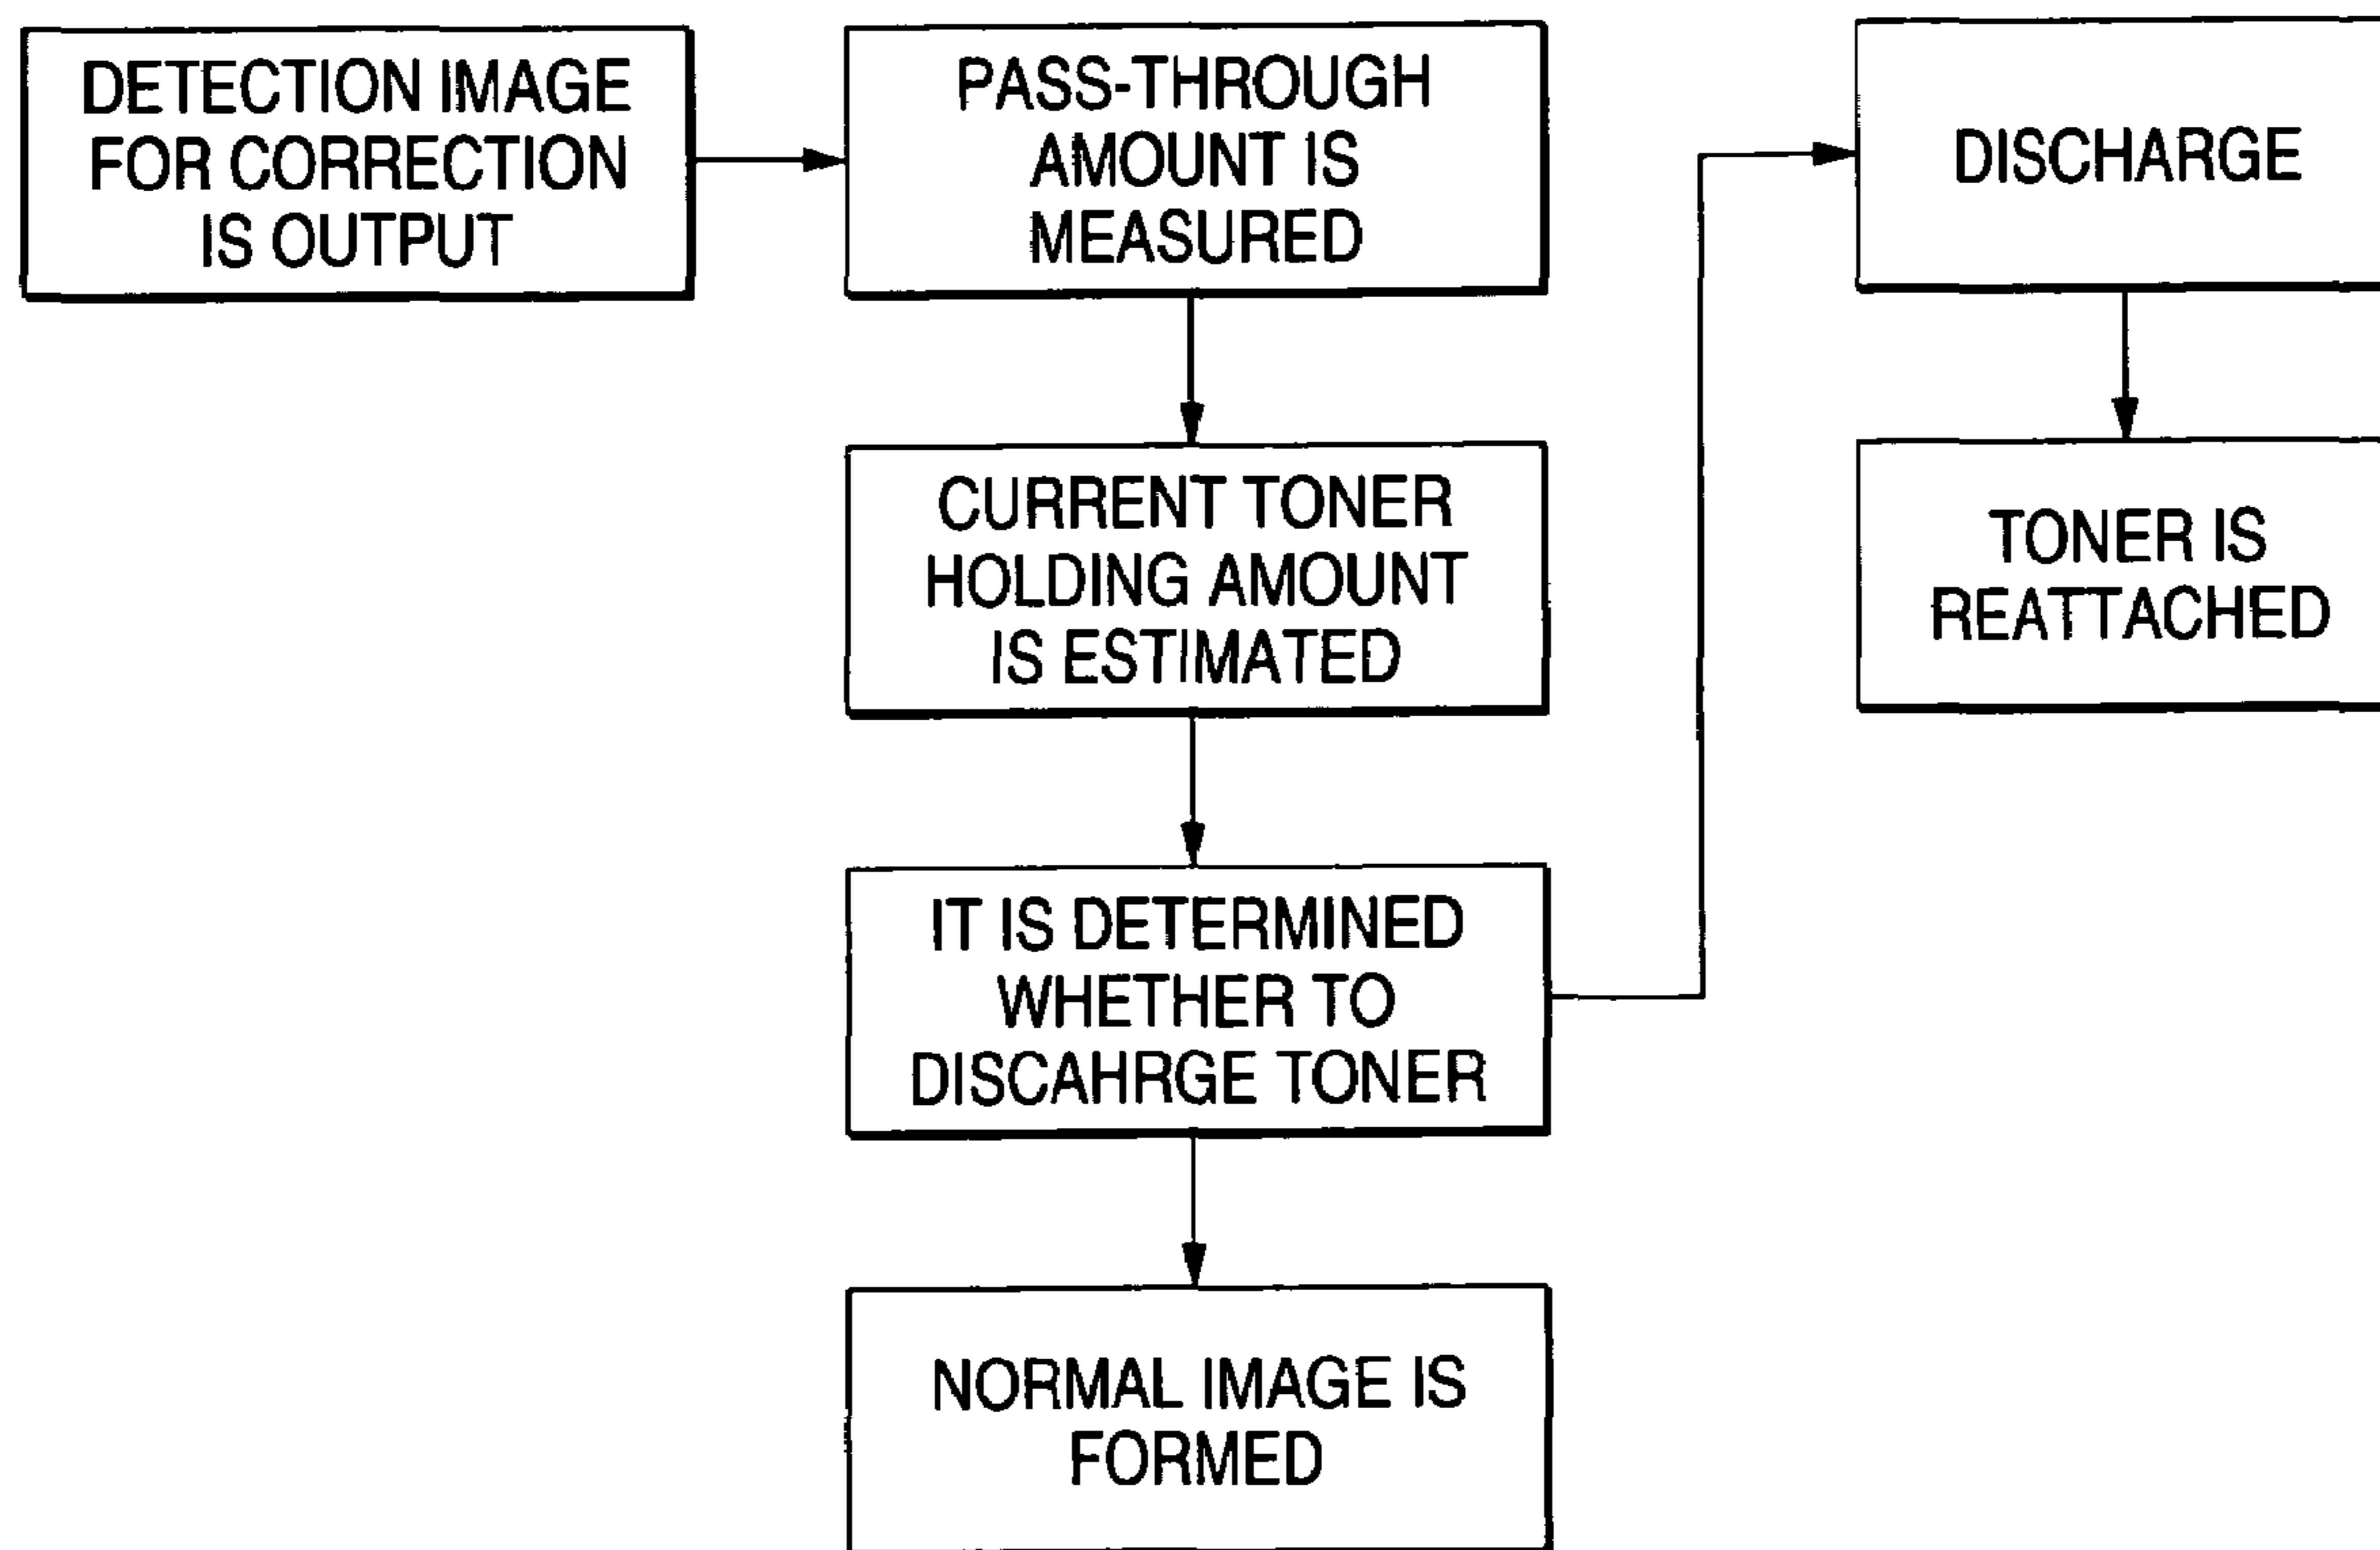 DETECTION IMAGE
FOR CORRECTION
IS OUTPUT
PASS-THROUGH
AMOUNT IS
MEASURED
CURRENT TONER
HOLDING AMOUNT
IS ESTIMATED
IT IS DETERMINED
WHETHER TO
DISCAHRGE TONER
NORMAL IMAGE IS
FORMED
DISCHARGE
TONER IS
REATTACHED